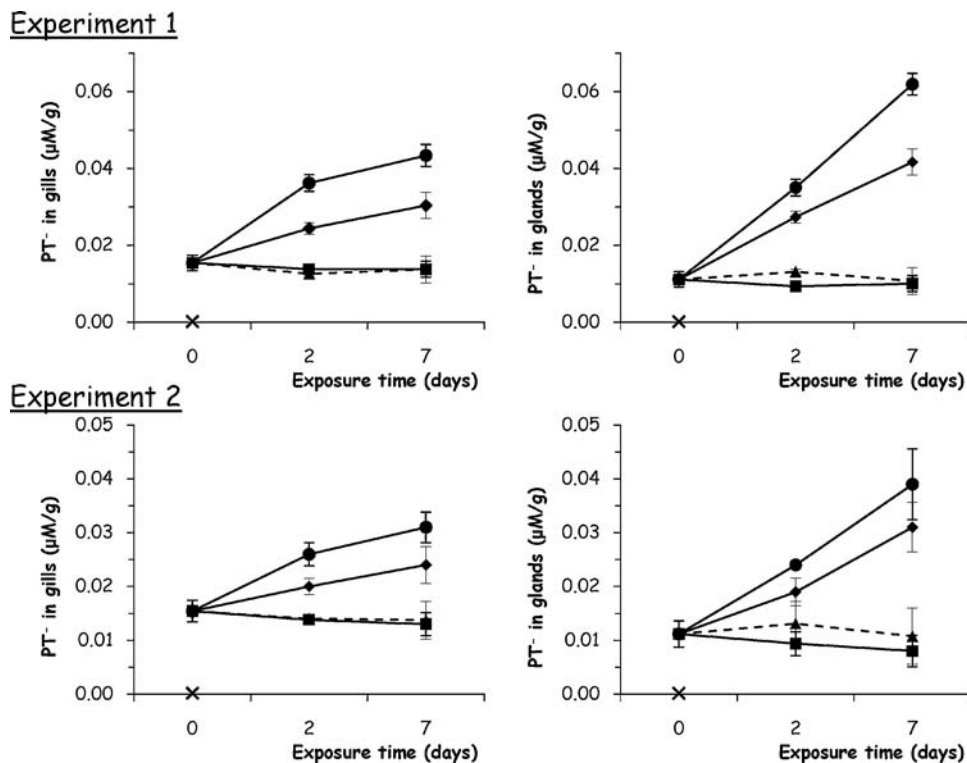 Experiment 1
PT- in gills (µM/g)
0.06
0.04
0.02
0.00
0 2 7
Exposure time (days)
PT- in glands (µM/g)
0.06
0.04
0.02
0.00
0 2 7
Exposure time (days)
Experiment 2
PT- in gills (µM/g)
0.05
0.04
0.03
0.02
0.01
0.00
0 2 7
Exposure time (days)
PT- in glands (µM/g)
0.05
0.04
0.03
0.02
0.01
0.00
0 2 7
Exposure time (days)